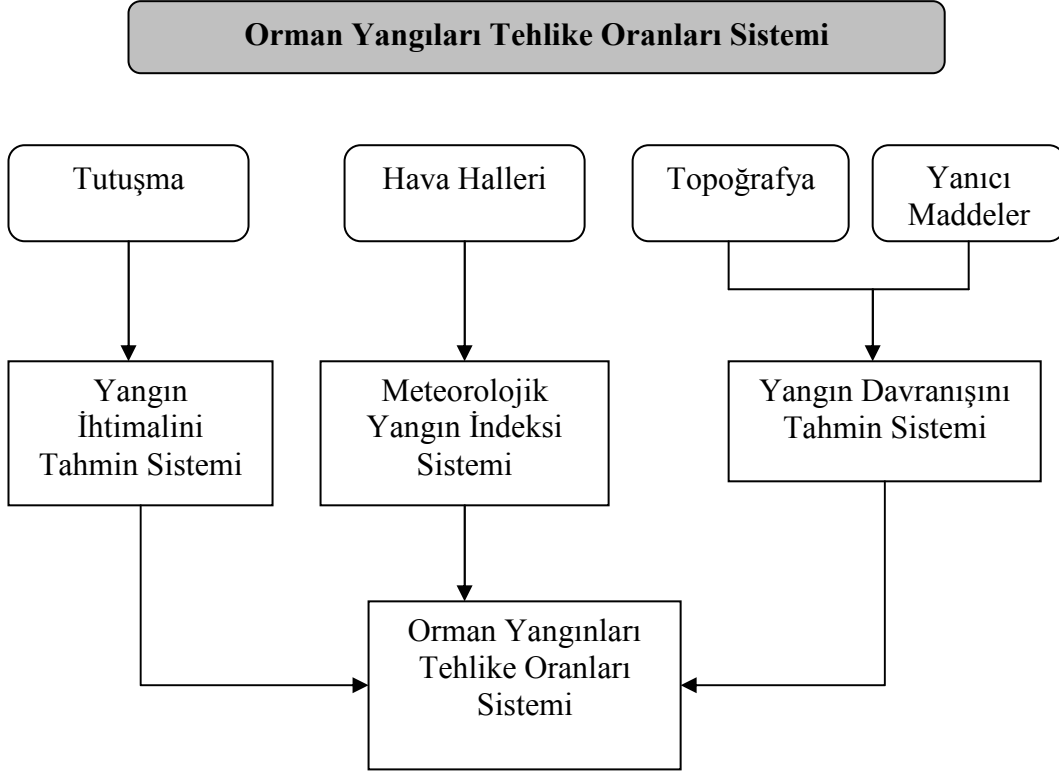 Orman Yangıları Tehlike Oranları Sistemi
Tutuşma
Hava Halleri
Topoğrafya
Yanıcı
Maddeler
Yangın
İhtimalini
Tahmin Sistemi
Meteorolojik
Yangın İndeksi
Sistemi
Yangın Davranışını
Tahmin Sistemi
Orman Yangınları
Tehlike Oranları
Sistemi